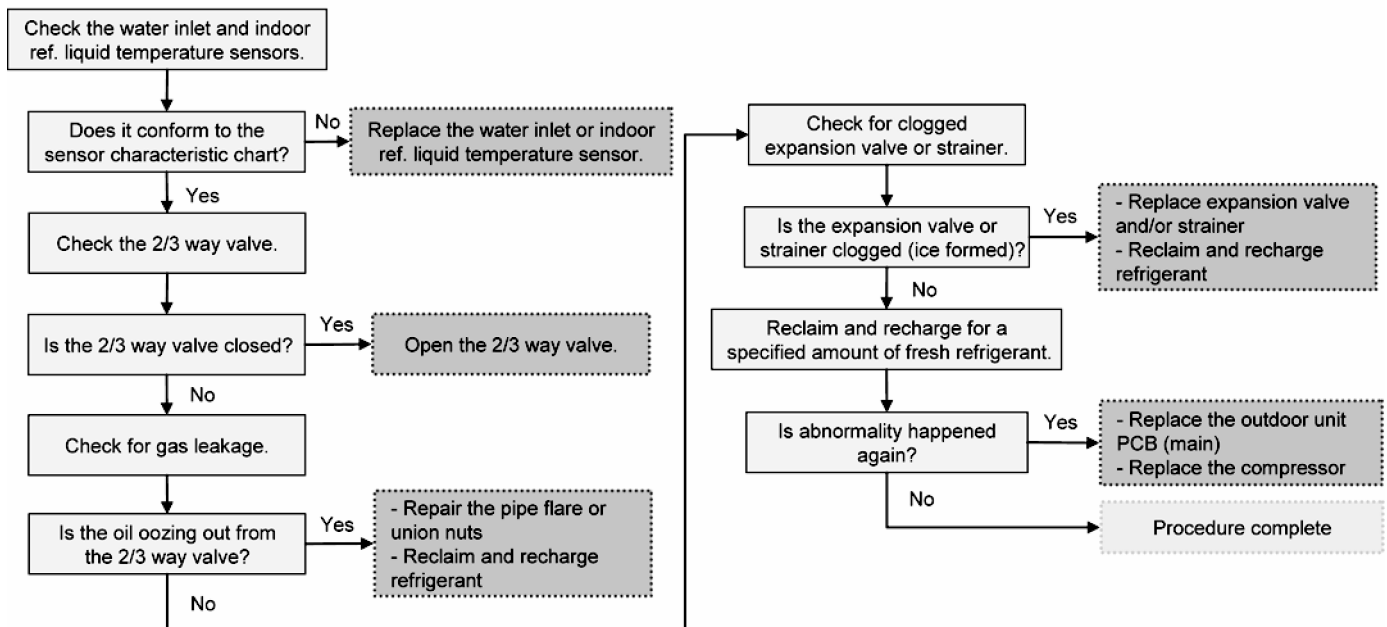 Check the water inlet and indoor
ref. liquid temperature sensors.
Does it conform to the
sensor characteristic chart?
No
Replace the water inlet or indoor
ref. liquid temperature sensor.
Yes
Check the 2/3 way valve.
Is the 2/3 way valve closed?
Yes
Open the 2/3 way valve.
No
Check for gas leakage.
Is the oil oozing out from
the 2/3 way valve?
Yes
- Repair the pipe flare or
union nuts
- Reclaim and recharge
refrigerant
No
Check for clogged
expansion valve or strainer.
Is the expansion valve or
strainer clogged (ice formed)?
Yes
- Replace expansion valve
and/or strainer
- Reclaim and recharge
refrigerant
No
Reclaim and recharge for a
specified amount of fresh refrigerant.
Is abnormality happened
again?
Yes
- Replace the outdoor unit
PCB (main)
- Replace the compressor
No
Procedure complete